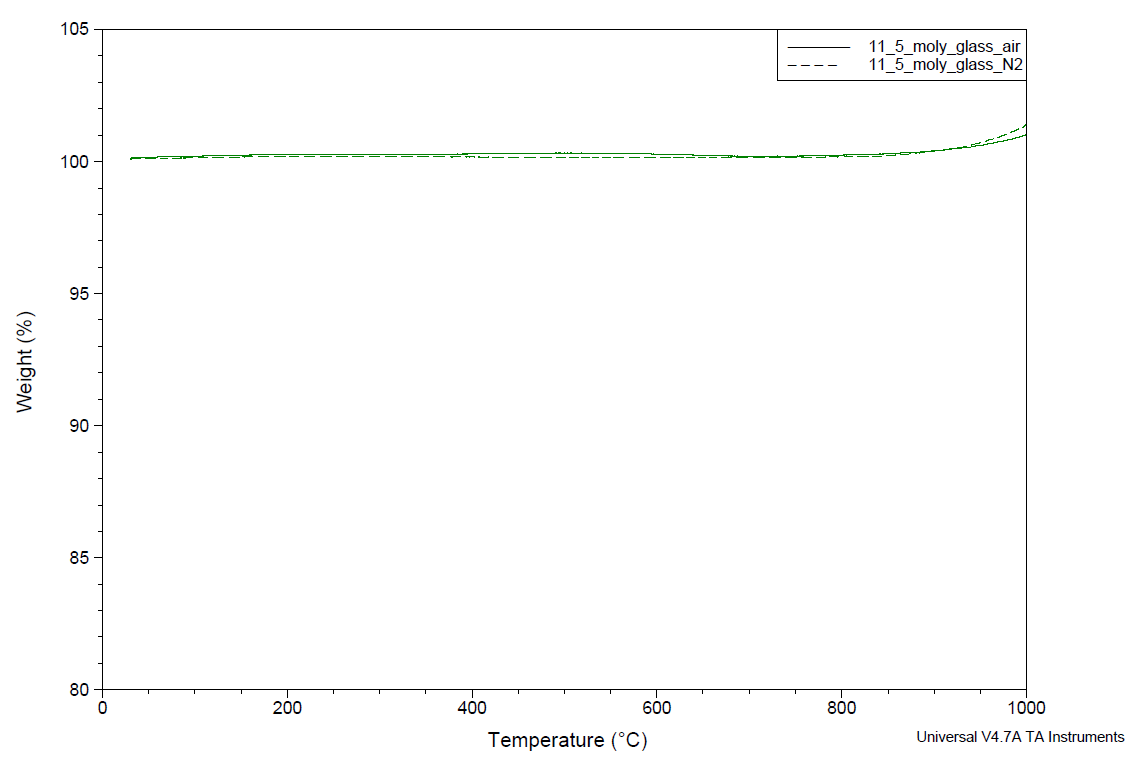 105
100
95
90
85
80
Weight (%)
11_5_moly_glass_air
11_5_moly_glass_N2
0
200
400
600
800
1000
Temperature (°C)
Universal V4.7A TA Instruments